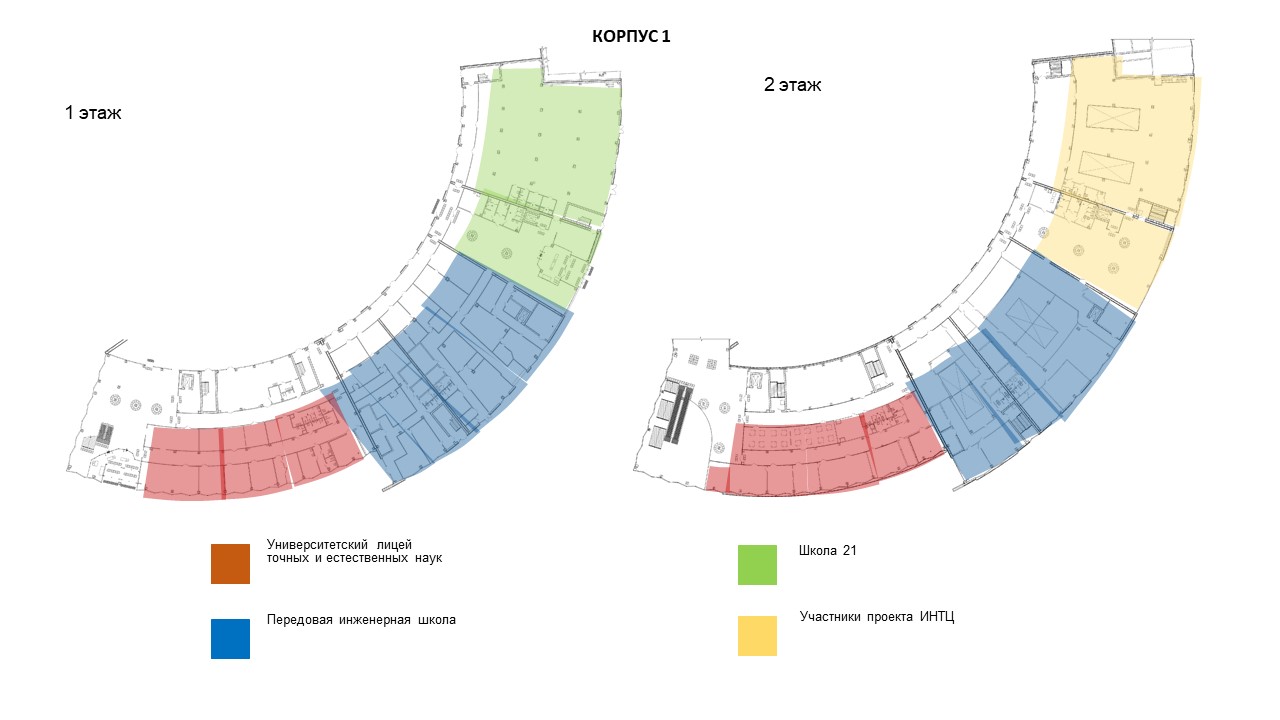 КОРПУС 1
1 этаж
2 этаж
Университетский лицей
точных и естественных наук
Школа 21
Передовая инженерная школа
Участники проекта ИНТЦ